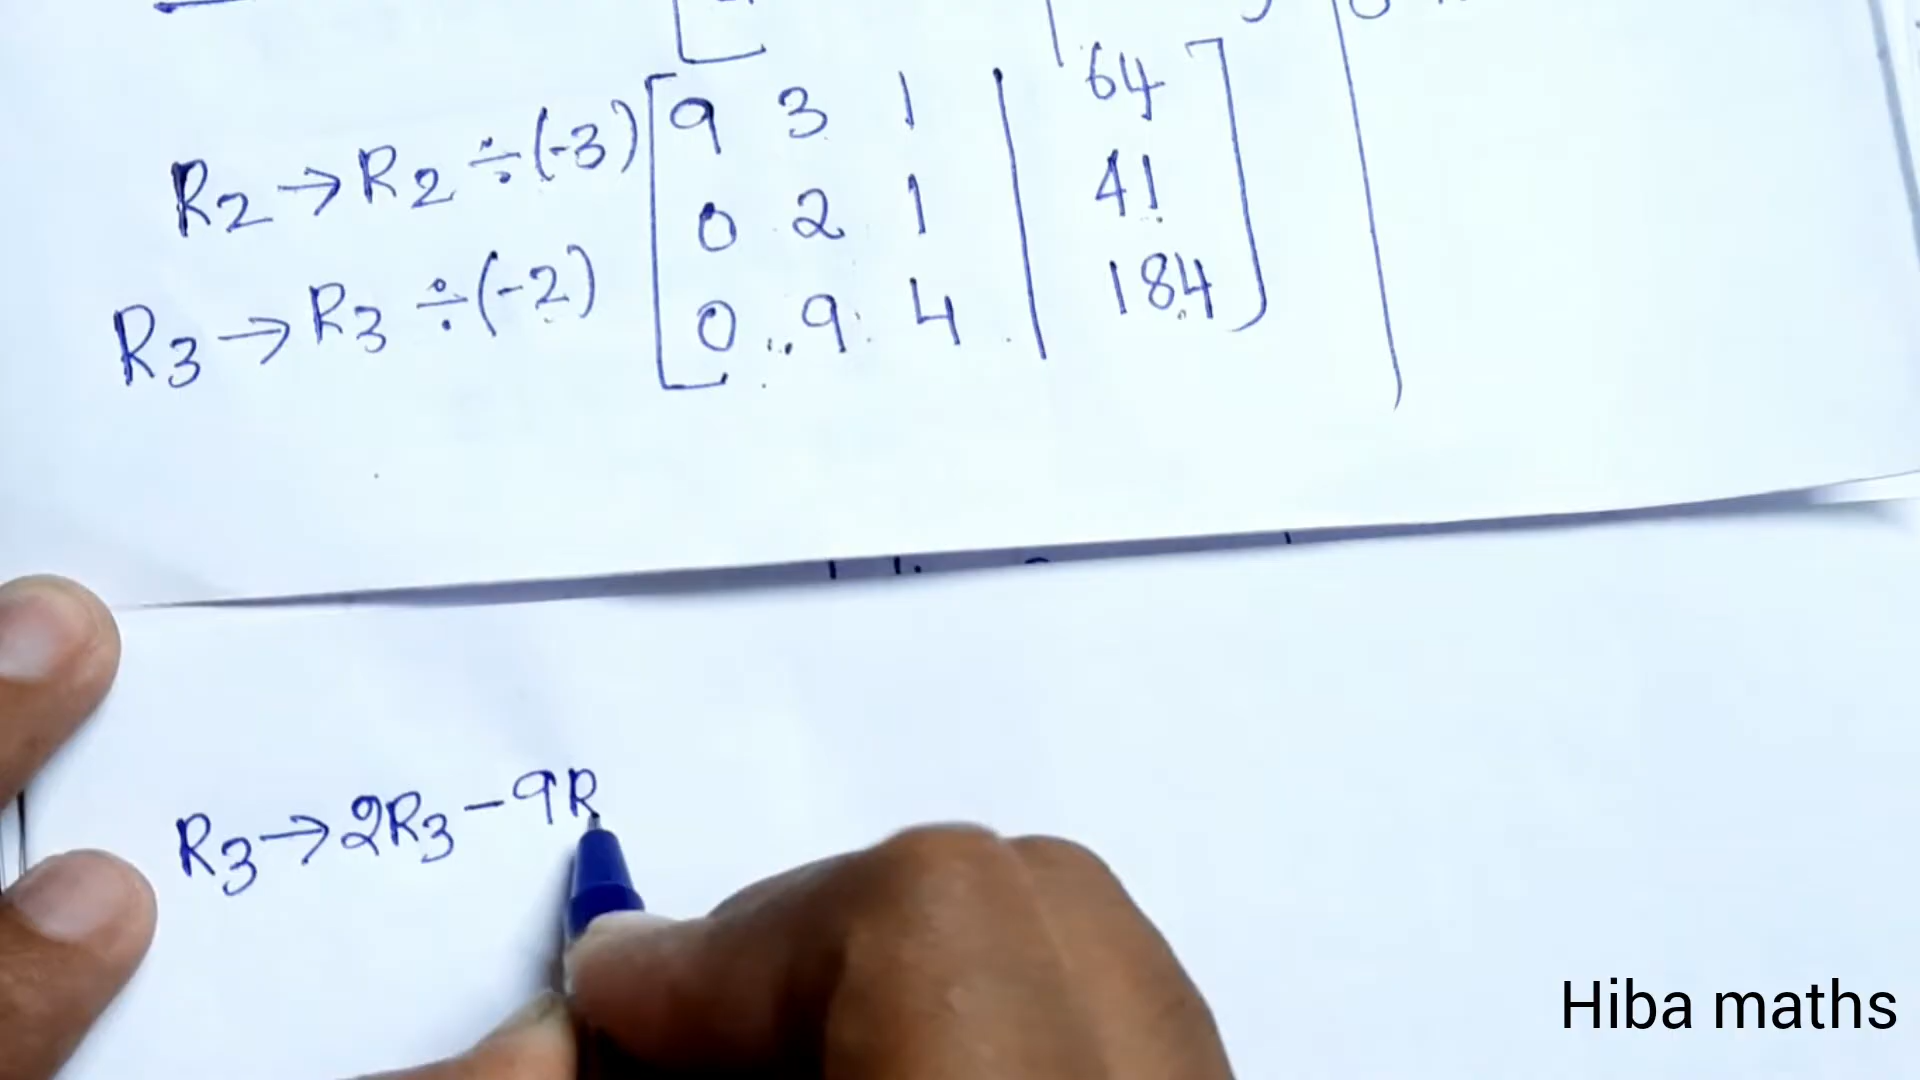 R2 → R2 ÷ (-3) [ 9 3 1 | 64 ]
0 2 1 | 41
R3 → R3 ÷ (-2) 0 9 4 | 184
R3 → 2R3 - 9R
Hiba maths